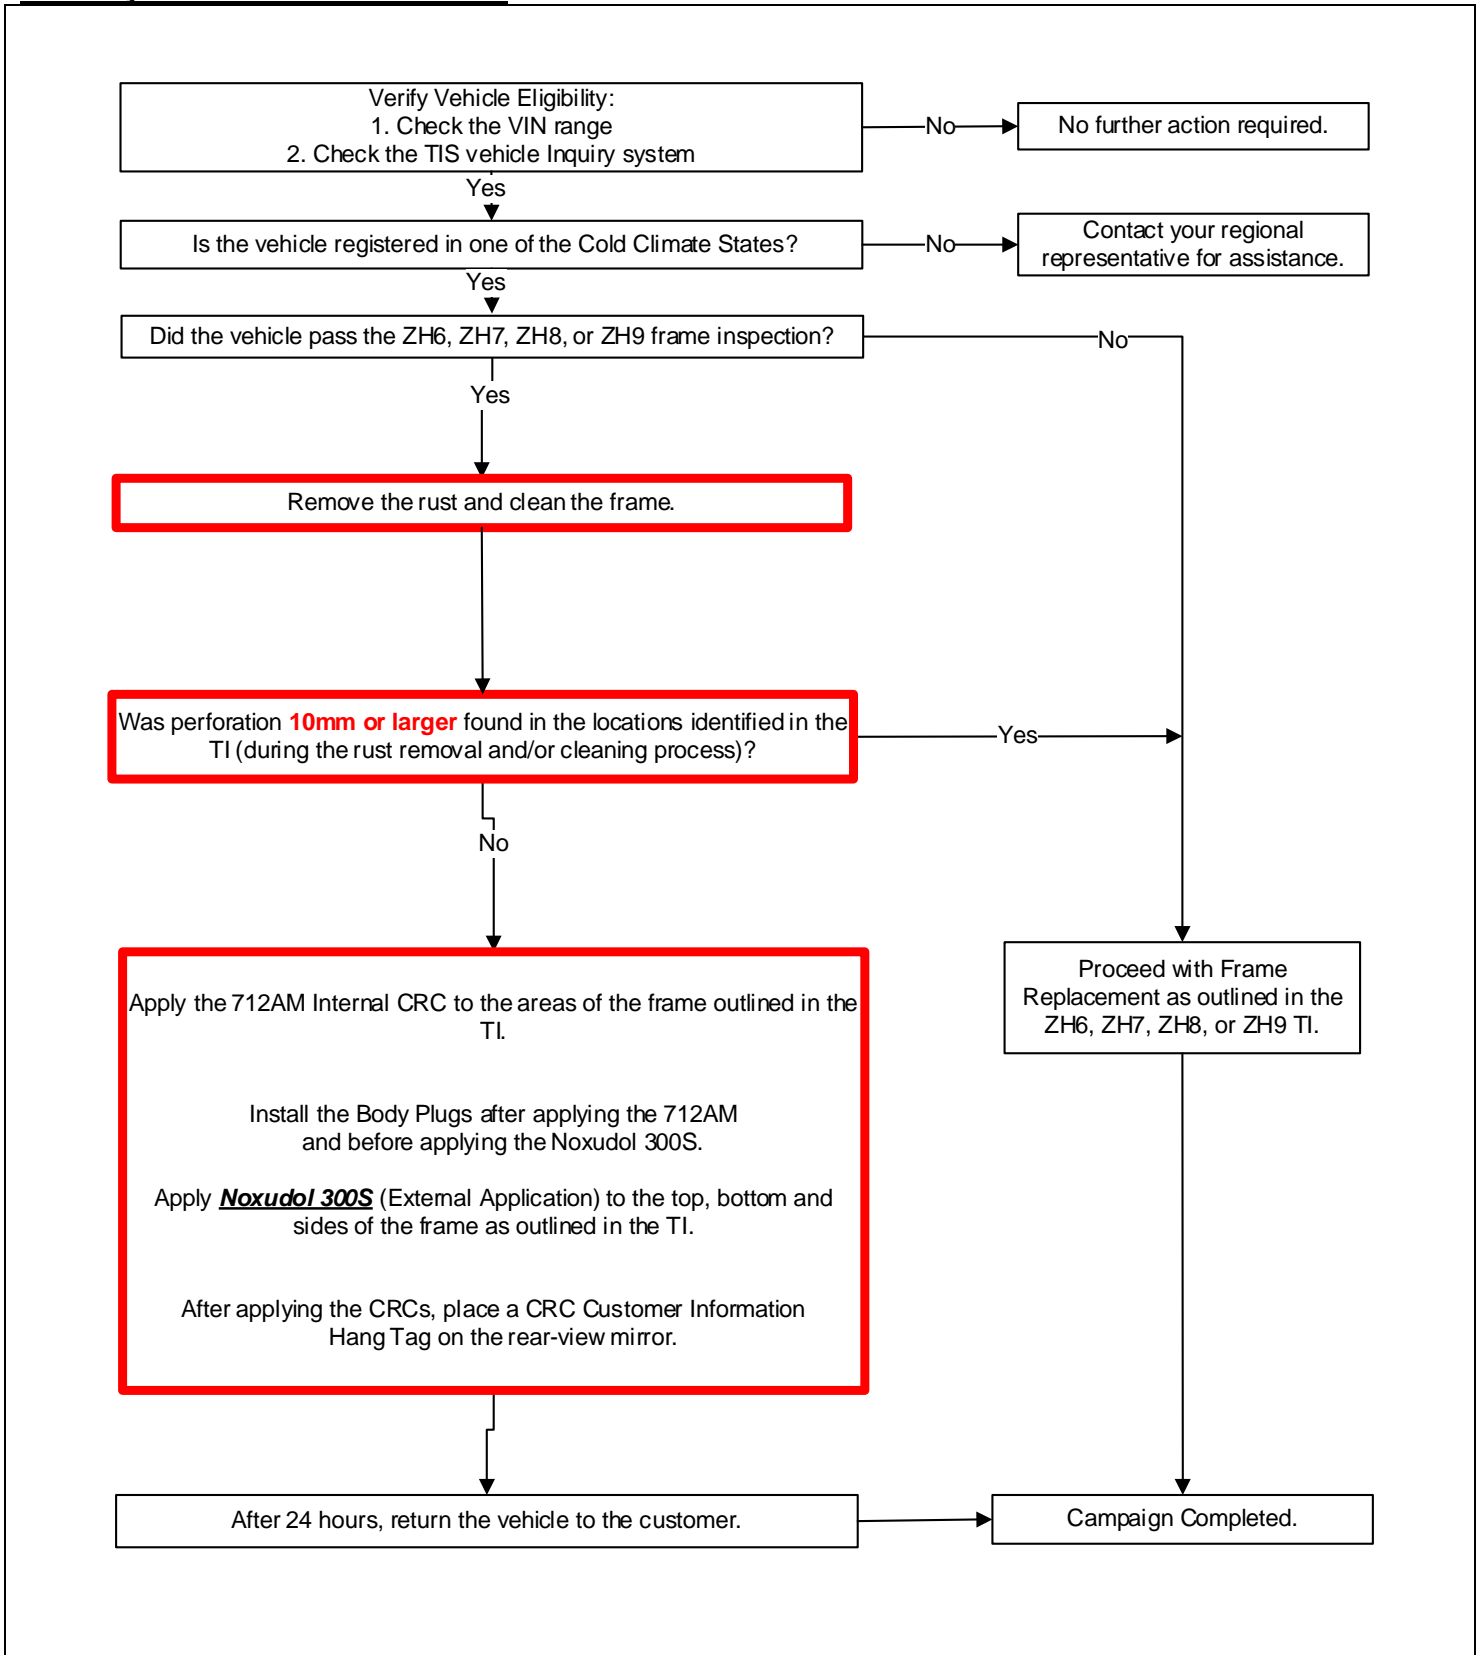 Verify Vehicle Eligibility:
1. Check the VIN range
2. Check the TIS vehicle Inquiry system
No
No further action required.
Yes
Is the vehicle registered in one of the Cold Climate States?
No
Contact your regional
representative for assistance.
Yes
Did the vehicle pass the ZH6, ZH7, ZH8, or ZH9 frame inspection?
No
Yes
Remove the rust and clean the frame.
Was perforation 10mm or larger found in the locations identified in the
TI (during the rust removal and/or cleaning process)?
Yes
No
Apply the 712AM Internal CRC to the areas of the frame outlined in the
TI.
Install the Body Plugs after applying the 712AM
and before applying the Noxudol 300S.
Apply Noxudol 300S (External Application) to the top, bottom and
sides of the frame as outlined in the TI.
After applying the CRCs, place a CRC Customer Information
Hang Tag on the rear-view mirror.
Proceed with Frame
Replacement as outlined in the
ZH6, ZH7, ZH8, or ZH9 TI.
After 24 hours, return the vehicle to the customer.
Campaign Completed.